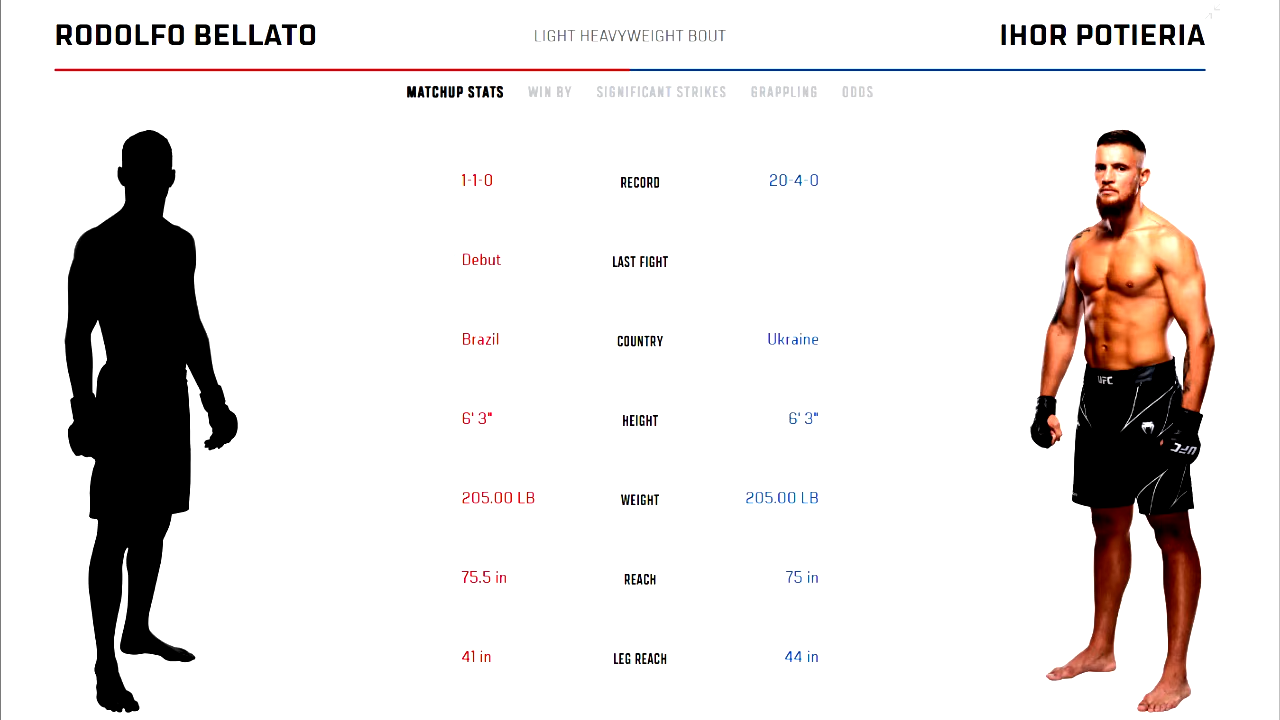 RODOLFO BELLATO LIGHT HEAVYWEIGHT BOUT IHOR POTIERIA
MATCHUP STATS WIN BY SIGNIFICANT STRIKES GRAPPLING ODDS
1-1-0 RECORD 20-4-0
Debut LAST FIGHT
Brazil COUNTRY Ukraine
6' 3" HEIGHT 6' 3"
UFC
UFC
205.00 LB WEIGHT 205.00 LB
75.5 in REACH 75 in
41 in LEG REACH 44 in